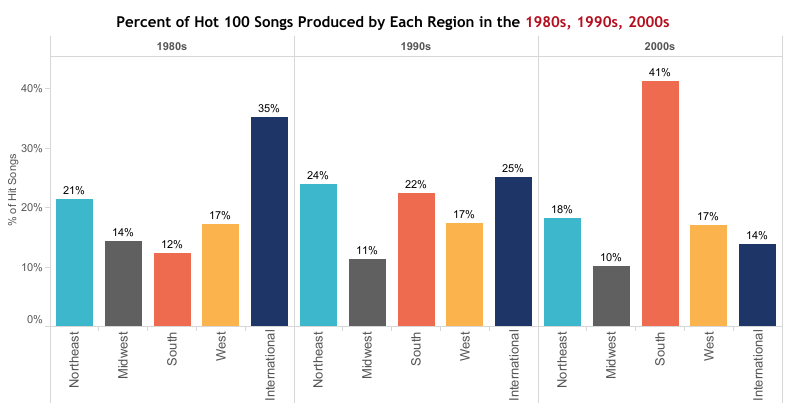 Percent of Hot 100 Songs Produced by Each Region in the 1980s, 1990s, 2000s
1980s 1990s 2000s
% of Hit Songs
40%
30%
20%
10%
0%
21% 14% 12% 17% 35%
24% 11% 22% 17% 25%
18% 10% 41% 17% 14%
Northeast Midwest South West International
Northeast Midwest South West International
Northeast Midwest South West International